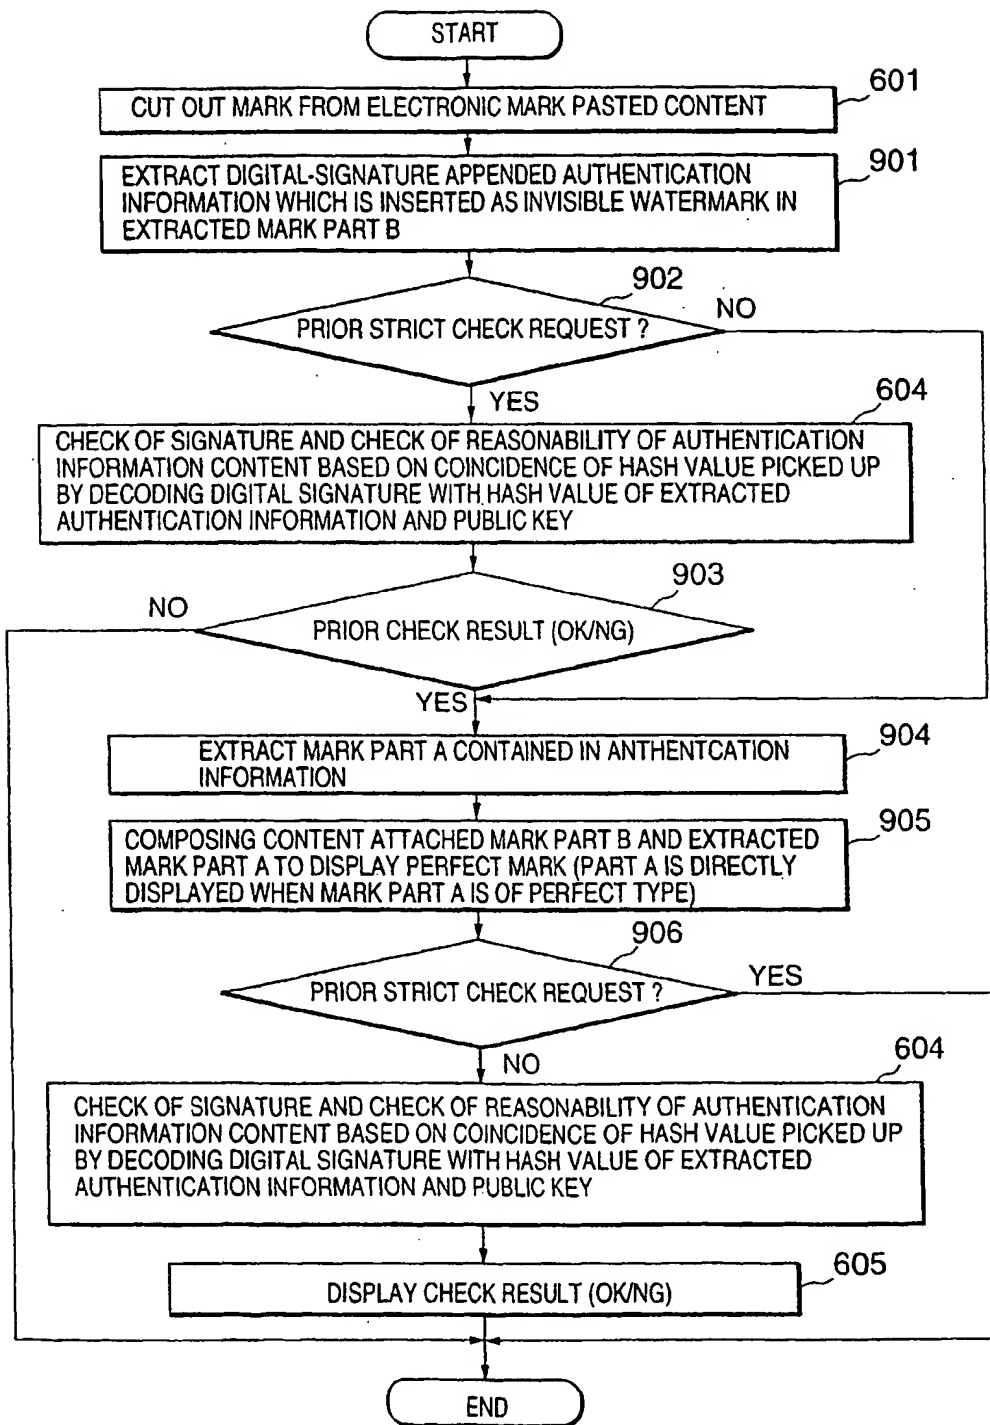 START
601
CUT OUT MARK FROM ELECTRONIC MARK PASTED CONTENT
901
EXTRACT DIGITAL-SIGNATURE APPENDED AUTHENTICATION
INFORMATION WHICH IS INSERTED AS INVISIBLE WATERMARK IN
EXTRACTED MARK PART B
902
NO
PRIOR STRICT CHECK REQUEST ?
YES
604
CHECK OF SIGNATURE AND CHECK OF REASONABILITY OF AUTHENTICATION
INFORMATION CONTENT BASED ON COINCIDENCE OF HASH VALUE PICKED UP
BY DECODING DIGITAL SIGNATURE WITH HASH VALUE OF EXTRACTED
AUTHENTICATION INFORMATION AND PUBLIC KEY
903
NO
PRIOR CHECK RESULT (OK/NG)
YES
904
EXTRACT MARK PART A CONTAINED IN ANTHENTCATION
INFORMATION
905
COMPOSING CONTENT ATTACHED MARK PART B AND EXTRACTED
MARK PART A TO DISPLAY PERFECT MARK (PART A IS DIRECTLY
DISPLAYED WHEN MARK PART A IS OF PERFECT TYPE)
906
YES
PRIOR STRICT CHECK REQUEST ?
NO
604
CHECK OF SIGNATURE AND CHECK OF REASONABILITY OF AUTHENTICATION
INFORMATION CONTENT BASED ON COINCIDENCE OF HASH VALUE PICKED UP
BY DECODING DIGITAL SIGNATURE WITH HASH VALUE OF EXTRACTED
AUTHENTICATION INFORMATION AND PUBLIC KEY
605
DISPLAY CHECK RESULT (OK/NG)
END